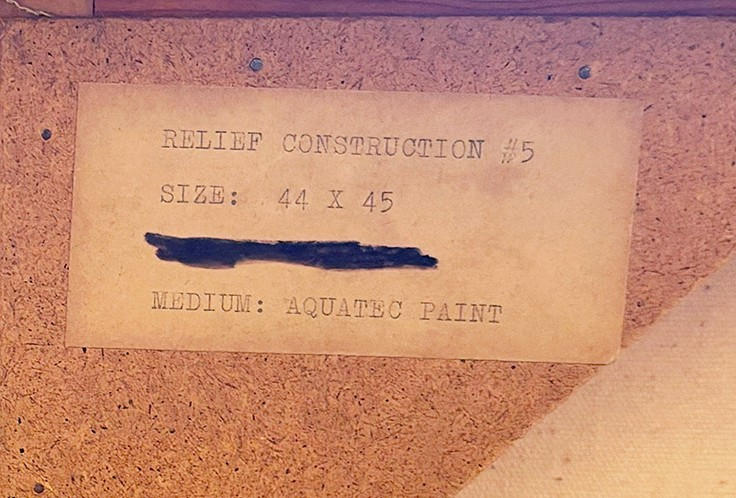 RELIEF CONSTRUCTION #5
SIZE: 44 X 45
MEDIUM: AQUATEC PAINT